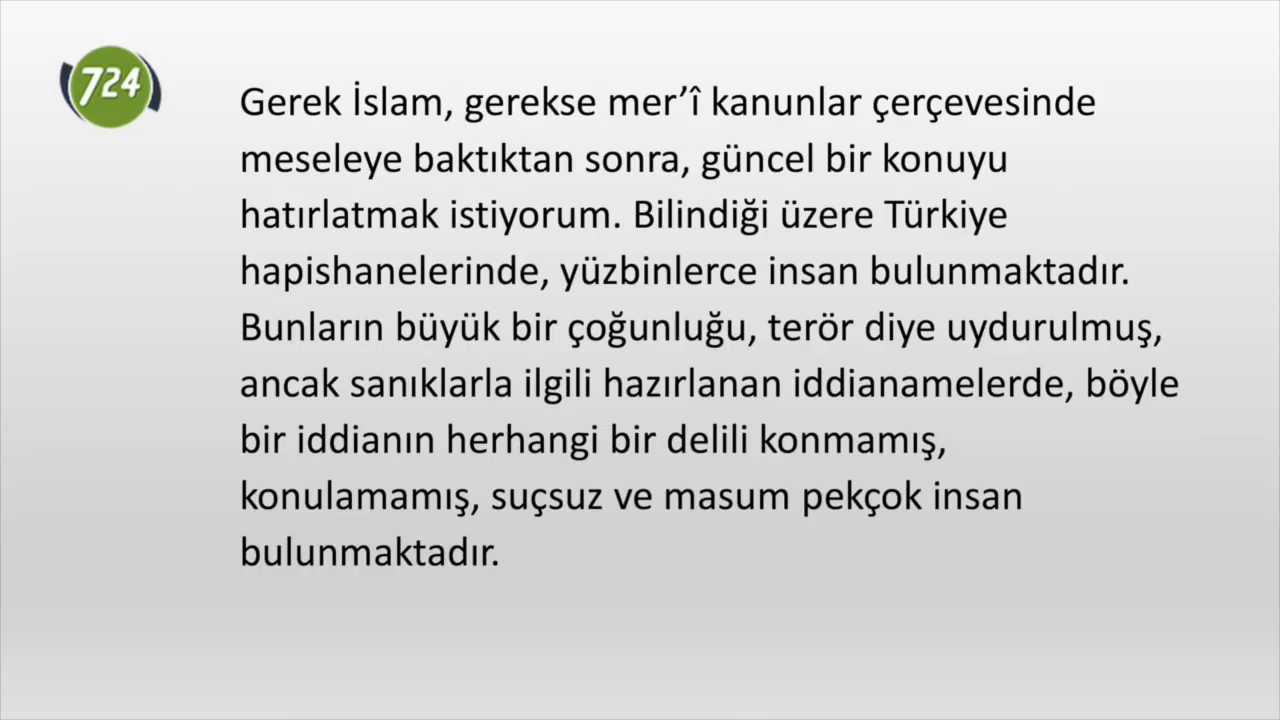 724
Gerek İslam, gerekse mer’î kanunlar çerçevesinde
meseleye baktıktan sonra, güncel bir konuyu
hatırlatmak istiyorum. Bilindiği üzere Türkiye
hapishanelerinde, yüzbinlerce insan bulunmaktadır.
Bunların büyük bir çoğunluğu, terör diye uydurulmuş,
ancak sanıklarla ilgili hazırlanan iddianamelerde, böyle
bir iddianın herhangi bir delili konmamış,
konulamamış, suçsuz ve masum pekçok insan
bulunmaktadır.